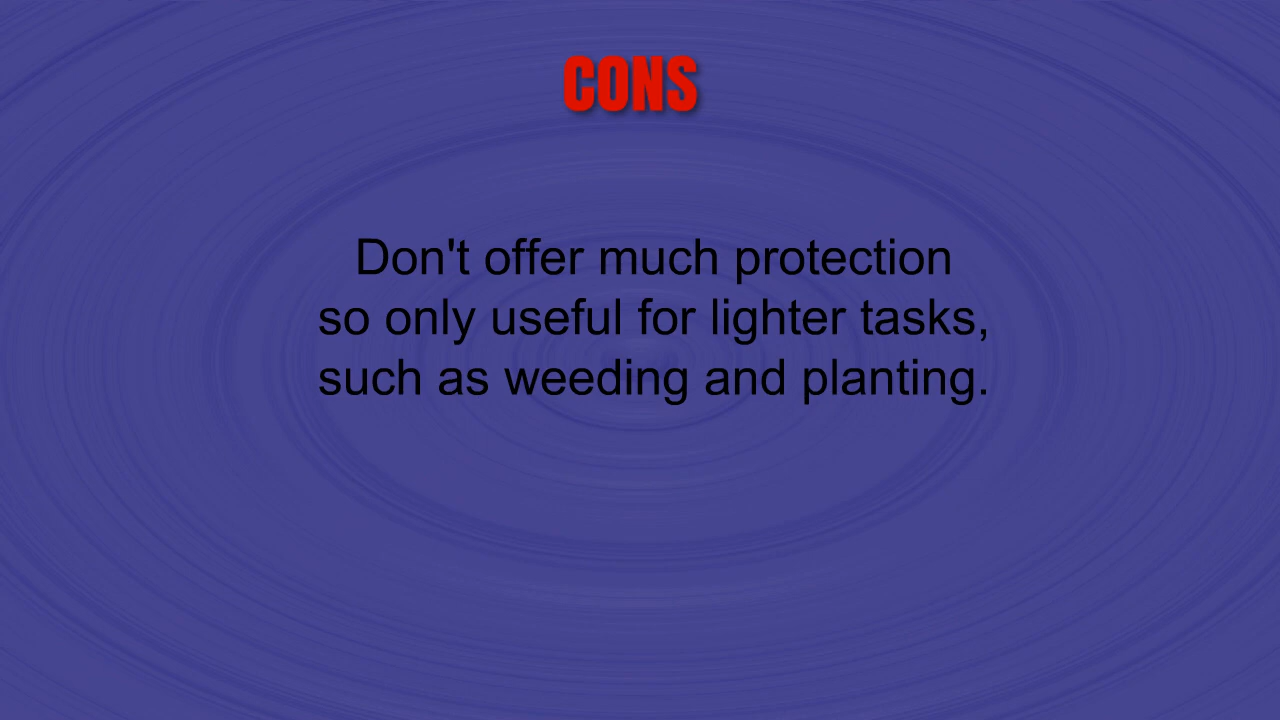 CONS
Don't offer much protection
so only useful for lighter tasks,
such as weeding and planting.